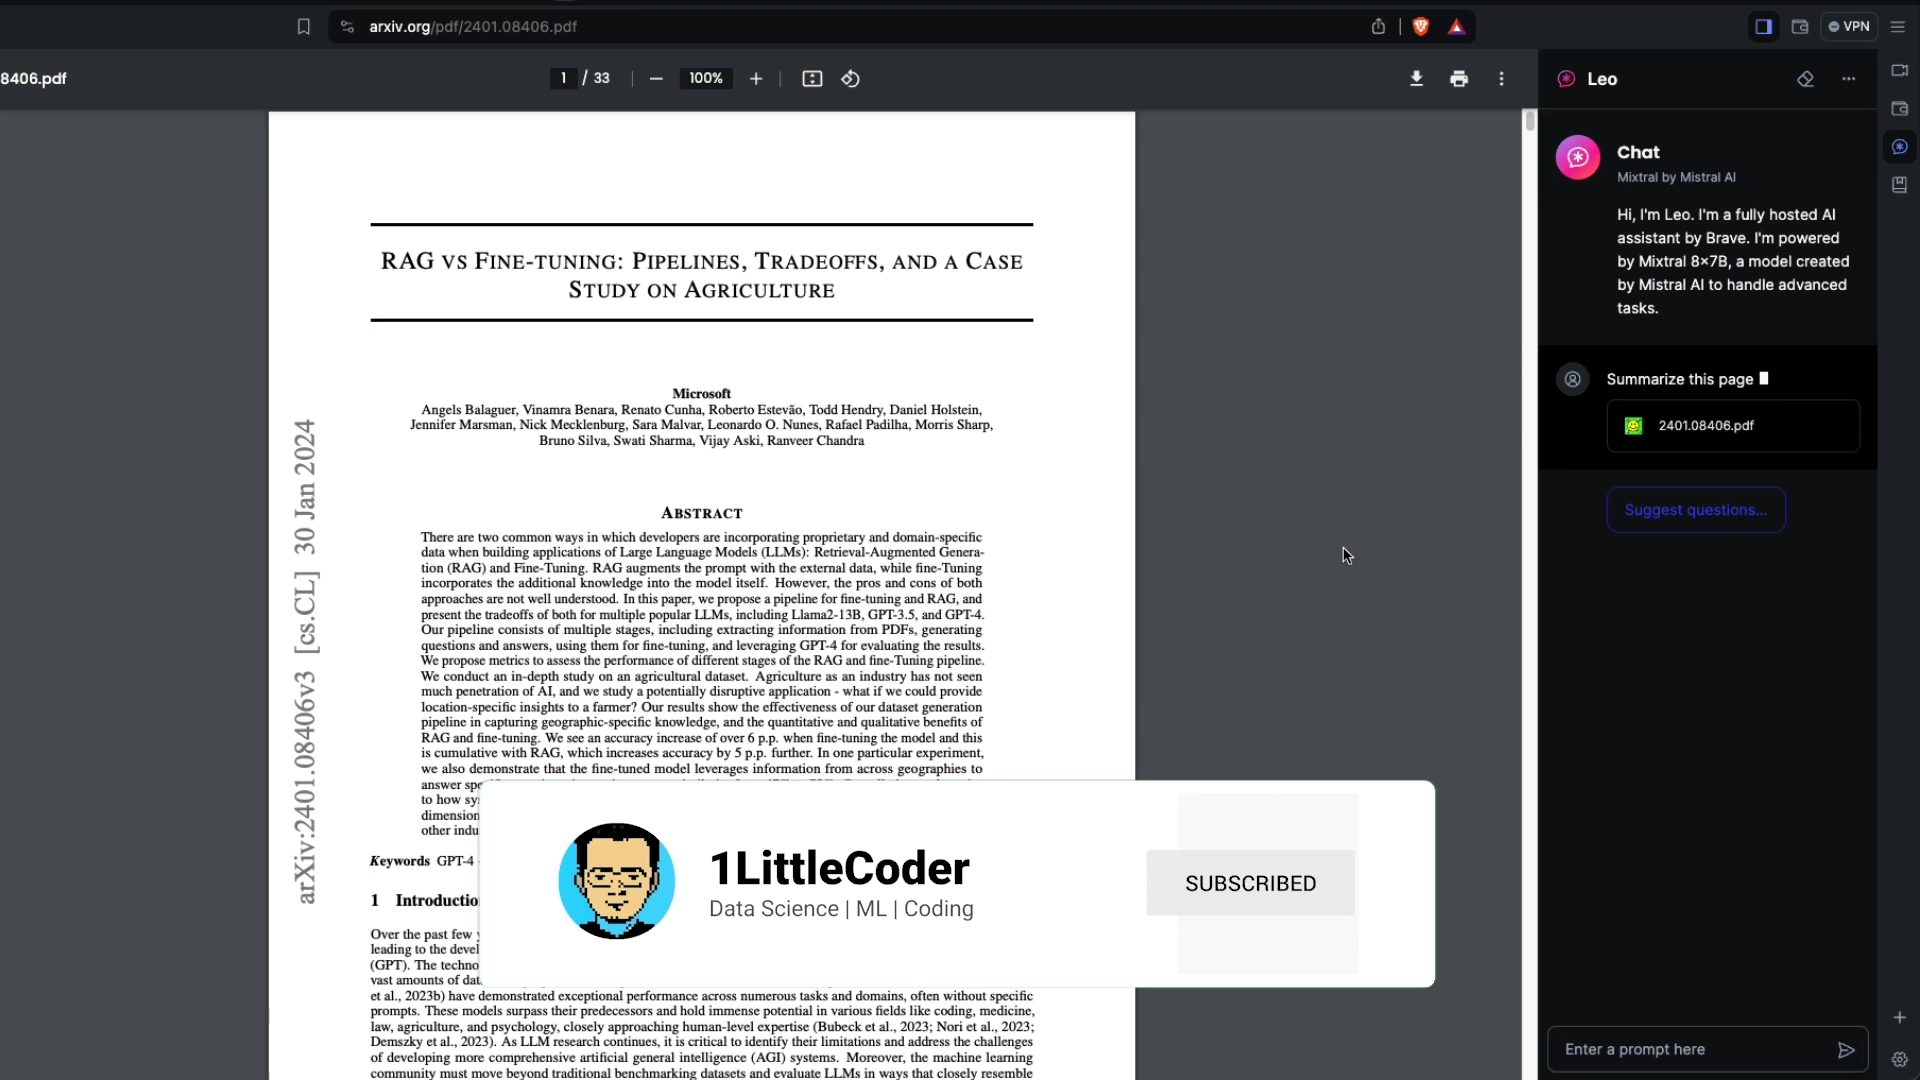 arxiv.org/pdf/2401.08406.pdf
VPN
8406.pdf
1 / 33
100%
Leo
RAG VS FINE-TUNING: PIPELINES, TRADEOFFS, AND A CASE
STUDY ON AGRICULTURE
Microsoft
Angels Balaguer, Vinamra Benara, Renato Cunha, Roberto Estevão, Todd Hendry, Daniel Holstein,
Jennifer Marsman, Nick Mecklenburg, Sara Malvar, Leonardo O. Nunes, Rafael Padilha, Morris Sharp,
Bruno Silva, Swati Sharma, Vijay Aski, Ranveer Chandra
arXiv:2401.08406v3 [cs.CL] 30 Jan 2024
ABSTRACT
There are two common ways in which developers are incorporating proprietary and domain-specific
data when building applications of Large Language Models (LLMs): Retrieval-Augmented Genera-
tion (RAG) and Fine-Tuning. RAG augments the prompt with the external data, while fine-Tuning
incorporates the additional knowledge into the model itself. However, the pros and cons of both
approaches are not well understood. In this paper, we propose a pipeline for fine-tuning and RAG, and
present the tradeoffs of both for multiple popular LLMs, including Llama2-13B, GPT-3.5, and GPT-4.
Our pipeline consists of multiple stages, including extracting information from PDFs, generating
questions and answers, using them for fine-tuning, and leveraging GPT-4 for evaluating the results.
We propose metrics to assess the performance of different stages of the RAG and fine-Tuning pipeline.
We conduct an in-depth study on an agricultural dataset. Agriculture as an industry has not seen
much penetration of AI, and we study a potentially disruptive application - what if we could provide
location-specific insights to a farmer? Our results show the effectiveness of our dataset generation
pipeline in capturing geographic-specific knowledge, and the quantitative and qualitative benefits of
RAG and fine-tuning. We see an accuracy increase of over 6 p.p. when fine-tuning the model and this
is cumulative with RAG, which increases accuracy by 5 p.p. further. In one particular experiment,
we also demonstrate that the fine-tuned model leverages information from across geographies to
answer
to how
dimension
other
Keywords GPT-4
1 Introductio
Over the past few
leading to the
(GPT). The
vast amounts of
et al., 2023b) have demonstrated exceptional performance across numerous tasks and domains, often without specific
prompts. These models surpass their predecessors and hold immense potential in various fields like coding, medicine,
law, agriculture, and psychology, closely approaching human-level expertise (Bubeck et al., 2023; Nori et al., 2023;
Demszky et al., 2023). As LLM research continues, it is critical to identify their limitations and address the challenges
of developing more comprehensive artificial general intelligence (AGI) systems. Moreover, the machine learning
community must move beyond traditional benchmarking datasets and evaluate LLMs in ways that closely resemble
1LittleCoder
Data Science | ML | Coding
SUBSCRIBED
Chat
Mixtral by Mistral AI
Hi, I'm Leo. I'm a fully hosted AI
assistant by Brave. I'm powered
by Mixtral 8×7B, a model created
by Mistral AI to handle advanced
tasks.
Summarize this page
2401.08406.pdf
Suggest questions...
Enter a prompt here